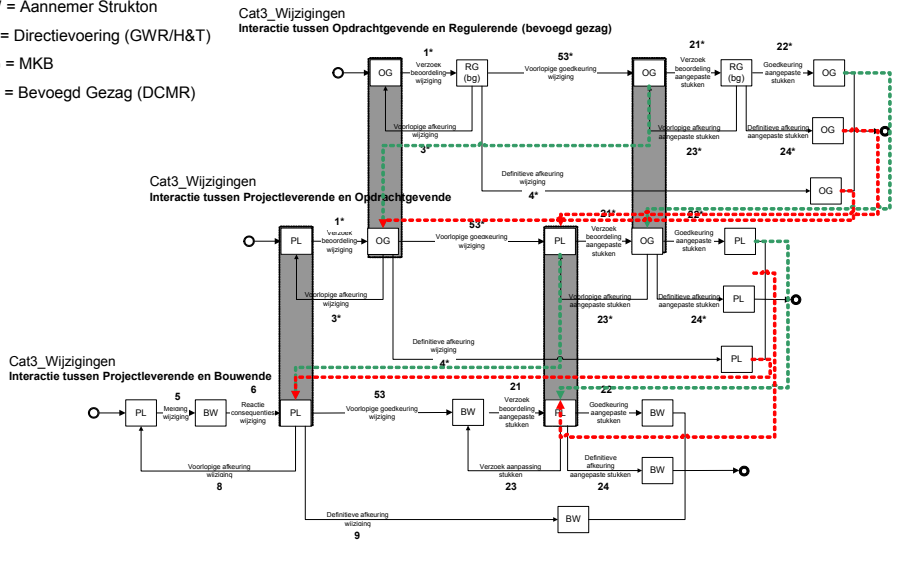 = Aannemer Strukton
= Directievoering (GWR/H&T)
= MKB
= Bevoegd Gezag (DCMR)
Cat3_Wijzigingen
Interactie tussen Opdrachtgevende en Regulerende (bevoegd gezag)
1*
53*
21*
22*
OG
Verzoek
beoordeling
wijziging
RG
(bg)
Voorlopige goedkeuring
wijziging
OG
Verzoek
beoordeling
aangepaste
stukken
RG
(bg)
Goedkeuring
aangepaste
stukken
OG
Voorlopige afkeuring
wijziging
3*
Voorlopige afkeuring
aangepaste stukken
23*
Definitieve afkeuring
aangepaste stukken
24*
OG
Definitieve afkeuring
wijziging
4*
OG
Cat3_Wijzigingen
Interactie tussen Projectleverende en Opdrachtgevende
1*
53*
21*
22*
PL
Verzoek
beoordeling
wijziging
OG
Voorlopige goedkeuring
wijziging
PL
Verzoek
beoordeling
aangepaste
stukken
OG
Goedkeuring
aangepaste
stukken
PL
Voorlopige afkeuring
wijziging
3*
Voorlopige afkeuring
aangepaste stukken
23*
Definitieve afkeuring
aangepaste stukken
24*
PL
Definitieve afkeuring
wijziging
4*
PL
Cat3_Wijzigingen
Interactie tussen Projectleverende en Bouwende
5
6
53
21
22
PL
Melding
wijziging
BW
Reactie
consequenties
wijziging
PL
Voorlopige goedkeuring
wijziging
BW
Verzoek
beoordeling
aangepaste
stukken
PL
Goedkeuring
aangepaste
stukken
BW
Voorlopige afkeuring
wijziging
8
Verzoek aanpassing
stukken
23
Definitieve
afkeuring
aangepaste stukken
24
BW
Definitieve afkeuring
wijziging
9
BW